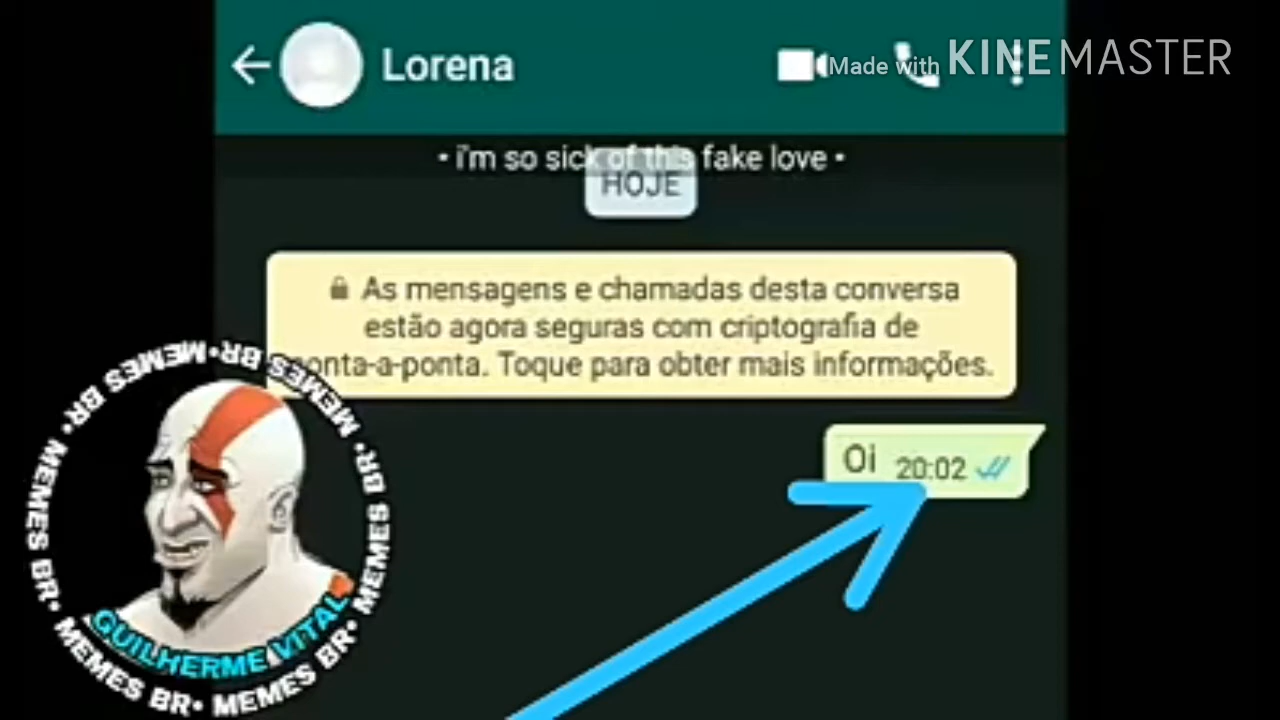 Lorena
Made with KINEMASTER
• i'm so sick of this fake love •
HOJE
As mensagens e chamadas desta conversa
estão agora seguras com criptografia de
ponta-a-ponta. Toque para obter mais informações.
Oi 20:02
MEMES BR• MEMES BR• MEMES BR• MEMES BR• MEMES BR• MEMES BR•
GUILHERME VITAL